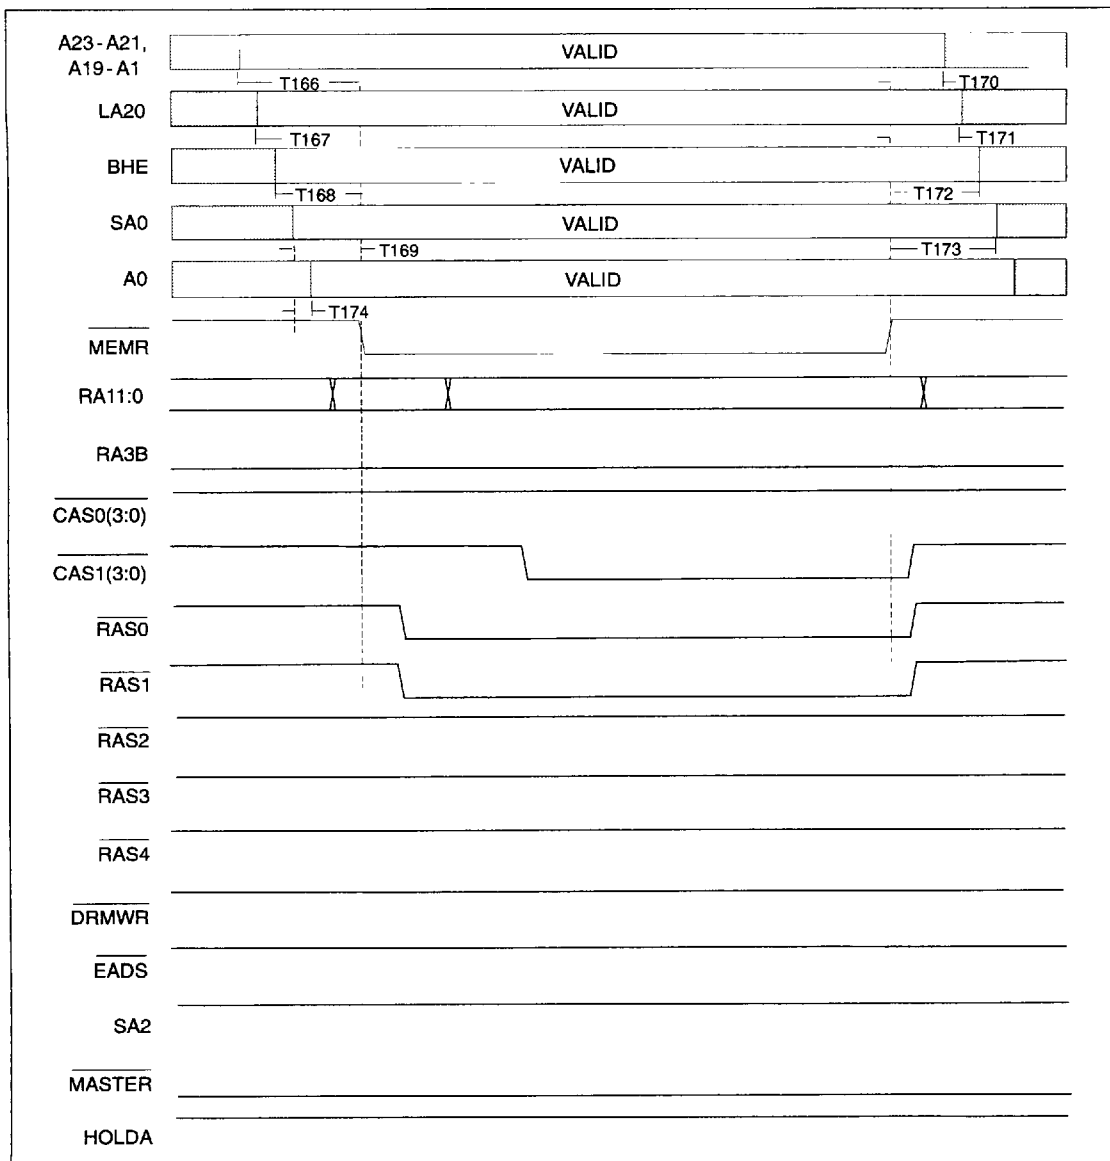 A23-A21,
A19-A1
VALID
T166
T170
LA20
VALID
T167
T171
BHE
VALID
T168
T172
SA0
VALID
T169
T173
A0
VALID
T174
MEMR
RA11:0
RA3B
CAS0(3:0)
CAS1(3:0)
RAS0
RAS1
RAS2
RAS3
RAS4
DRMWR
EADS
SA2
MASTER
HOLDA